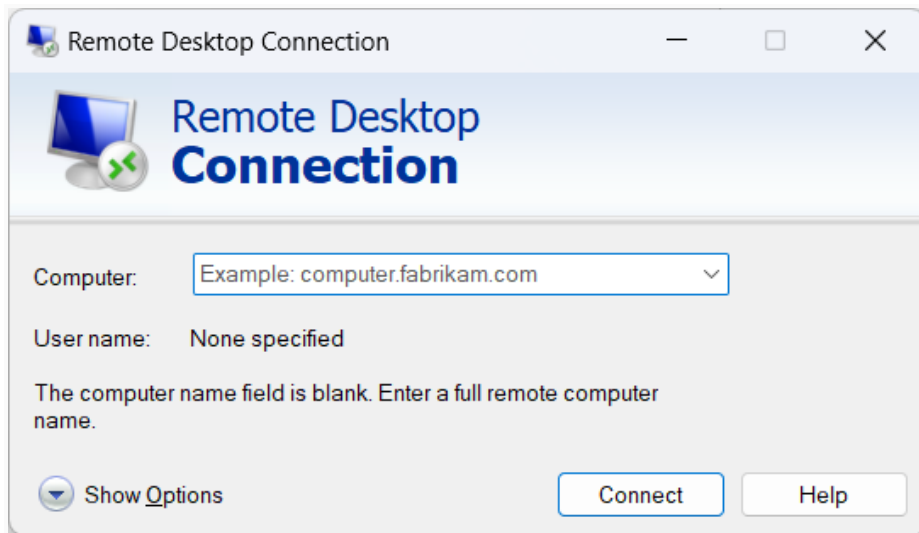 Remote Desktop Connection
Remote Desktop
Connection
Computer: Example: computer.fabrikam.com
User name: None specified
The computer name field is blank. Enter a full remote computer
name.
Show Options Connect Help